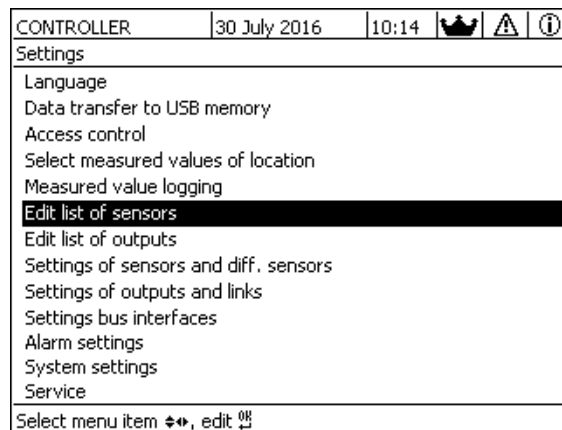 CONTROLLER 30 July 2016 10:14
Settings
Language
Data transfer to USB memory
Access control
Select measured values of location
Measured value logging
Edit list of sensors
Edit list of outputs
Settings of sensors and diff. sensors
Settings of outputs and links
Settings bus interfaces
Alarm settings
System settings
Service
Select menu item , edit OK